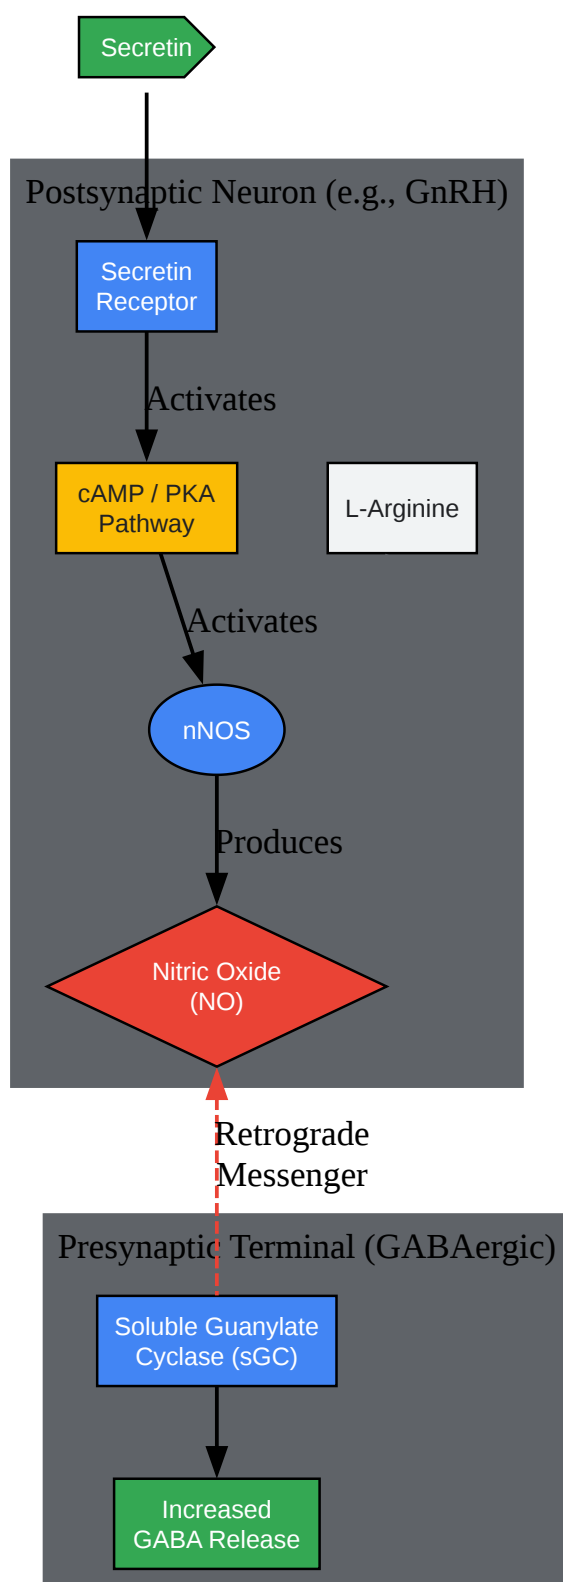 Secretin
Postsynaptic Neuron (e.g., GnRH)
Secretin
Receptor
Activates
cAMP / PKA
Pathway
L-Arginine
Activates
nNOS
Produces
Nitric Oxide
(NO)
Retrograde
Messenger
Presynaptic Terminal (GABAergic)
Soluble Guanylate
Cyclase (sGC)
Increased
GABA Release